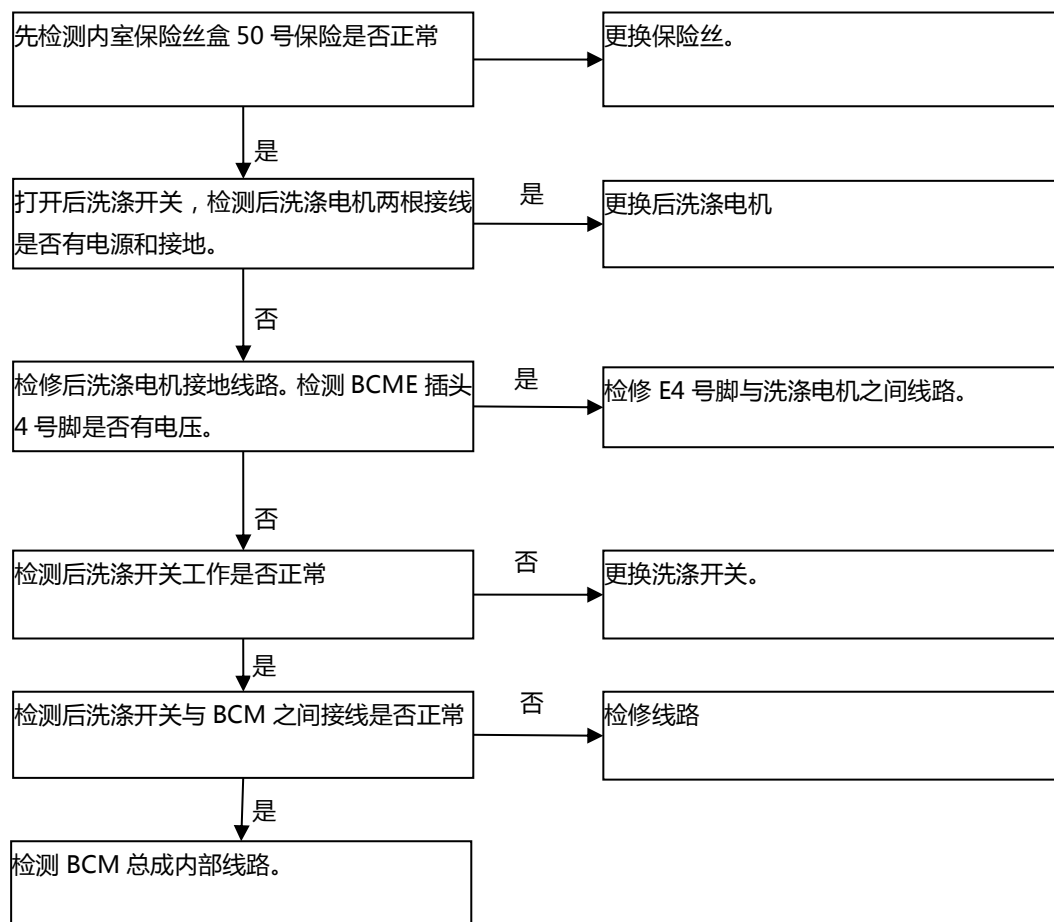 先检测内室保险丝盒 50 号保险是否正常
更换保险丝。
是
打开后洗涤开关，检测后洗涤电机两根接线
是否有电源和接地。
是
更换后洗涤电机
否
检修后洗涤电机接地线路。检测 BCME 插头
4 号脚是否有电压。
是
检修 E4 号脚与洗涤电机之间线路。
否
检测后洗涤开关工作是否正常
否
更换洗涤开关。
是
检测后洗涤开关与 BCM 之间接线是否正常
否
检修线路
是
检测 BCM 总成内部线路。